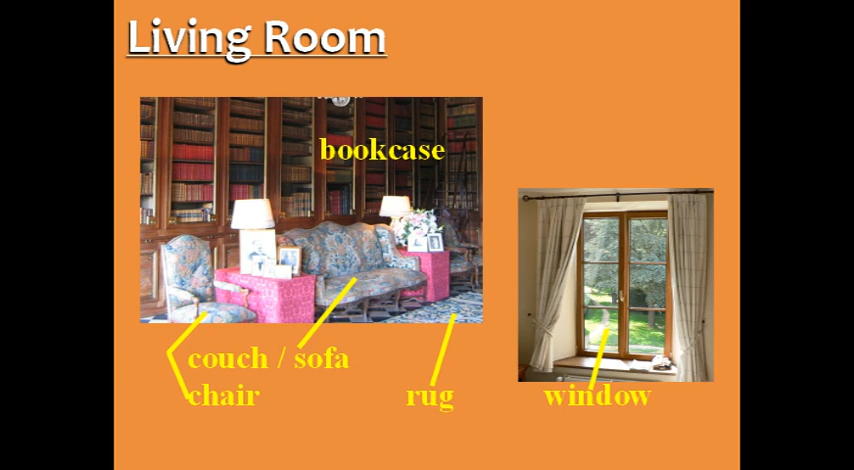 Living Room
bookcase
couch / sofa
chair
rug
window